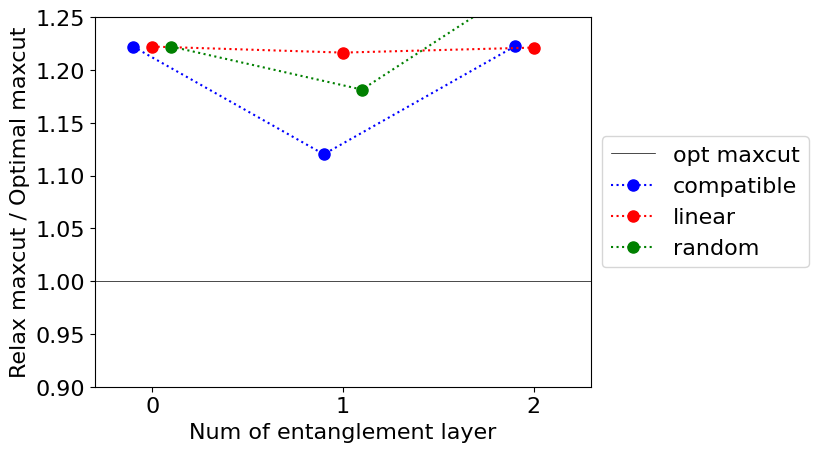 1.25
1.20
1.15
1.10
1.05
1.00
0.95
0.90
Relax maxcut / Optimal maxcut
0 1 2
Num of entanglement layer
opt maxcut
compatible
linear
random